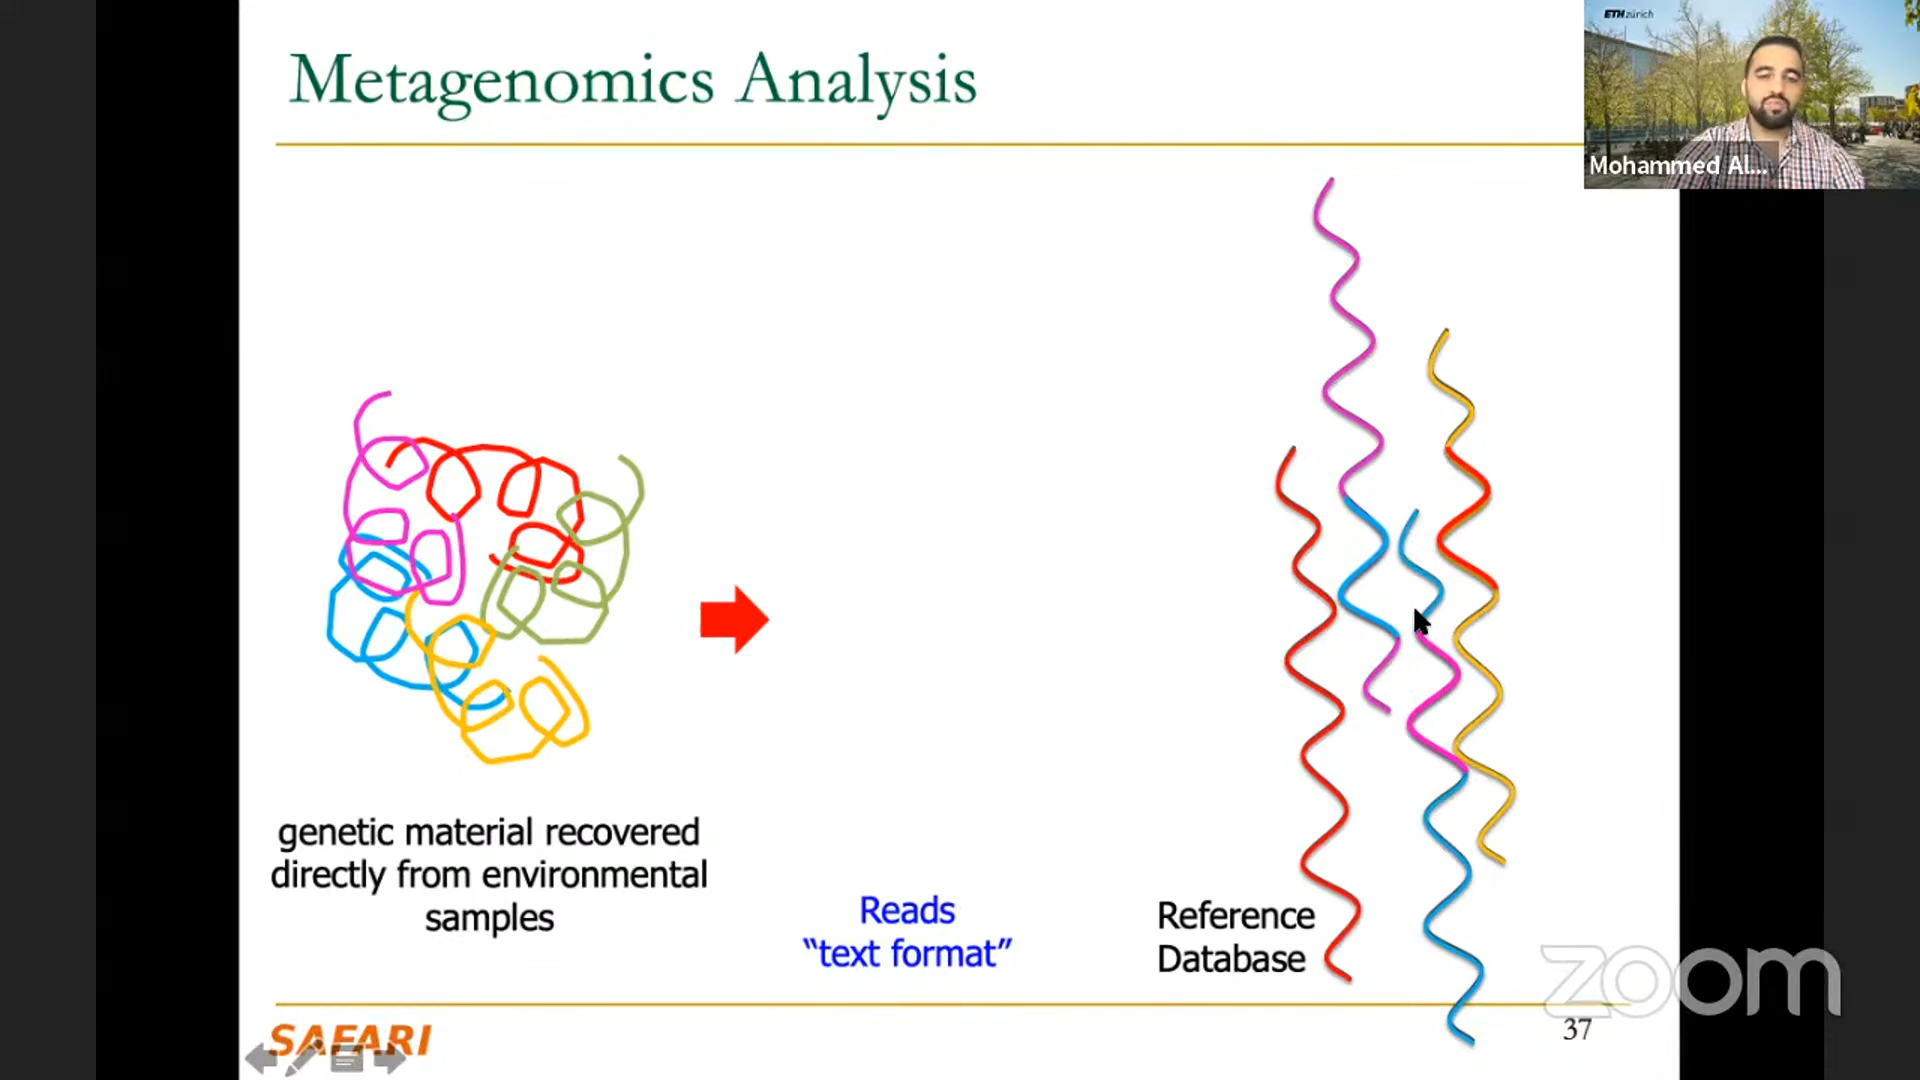 Metagenomics Analysis
ETH zürich
Mohammed Al...
genetic material recovered
directly from environmental
samples
Reads
“text format”
Reference
Database
SAFARI
zoom
37